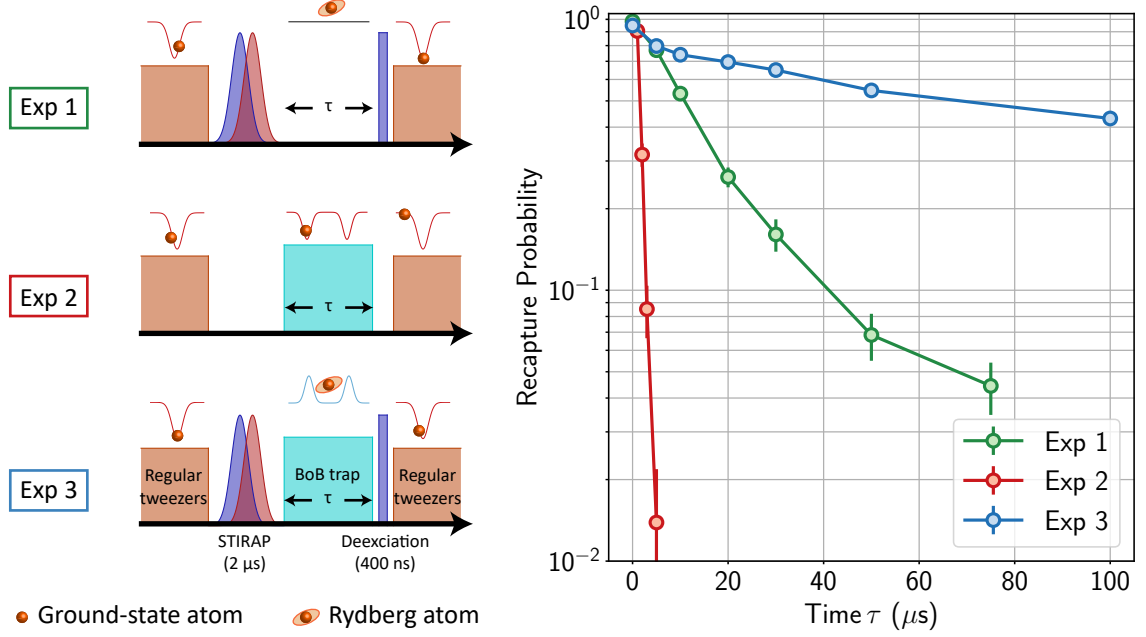 Exp 1
τ
Exp 2
τ
Exp 3
Regular
tweezers
BoB trap
τ
Regular
tweezers
STIRAP
(2 µs)
Deexciation
(400 ns)
Ground-state atom
Rydberg atom
Recapture Probability
10⁰
10⁻¹
10⁻²
0
20
40
60
80
100
Time τ (μs)
Exp 1
Exp 2
Exp 3